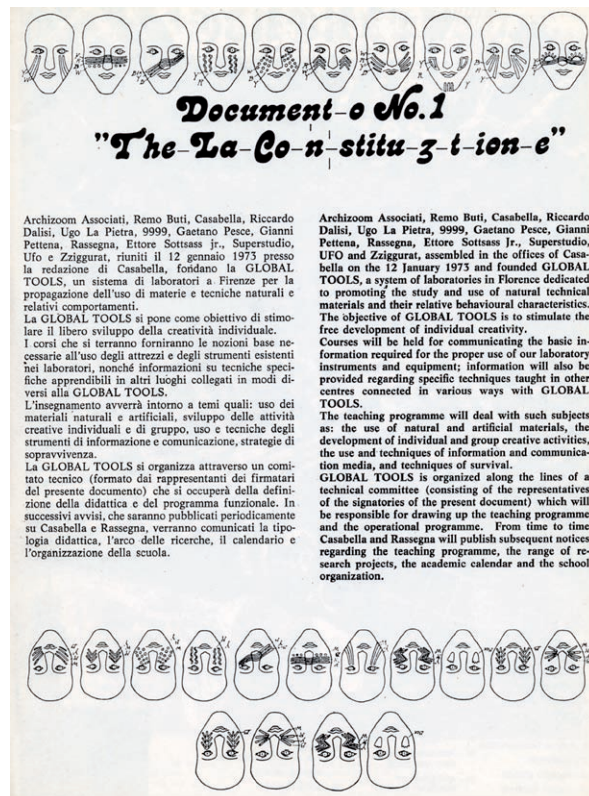 Document-o No.1
"The-La-Co-n-stitu-z-t-ion-e"
Archizoom Associati, Remo Buti, Casabella, Riccardo
Dalisi, Ugo La Pietra, 9999, Gaetano Pesce, Gianni
Pettena, Rassegna, Ettore Sottsass jr., Superstudio,
Ufo e Zziggurat, riuniti il 12 gennaio 1973 presso
la redazione di Casabella, fondano la GLOBAL
TOOLS, un sistema di laboratori a Firenze per la
propagazione dell'uso di materie e tecniche naturali e
relativi comportamenti.
La GLOBAL TOOLS si pone come obiettivo di stimo-
lare il libero sviluppo della creatività individuale.
I corsi che si terranno forniranno le nozioni base ne-
cessarie all'uso degli attrezzi e degli strumenti esistenti
nei laboratori, nonché informazioni su tecniche speci-
fiche apprendibili in altri luoghi collegati in modi di-
versi alla GLOBAL TOOLS.
L'insegnamento avverrà intorno a temi quali: uso dei
materiali naturali e artificiali, sviluppo delle attività
creative individuali e di gruppo, uso e tecniche degli
strumenti di informazione e comunicazione, strategie di
sopravvivenza.
La GLOBAL TOOLS si organizza attraverso un comi-
tato tecnico (formato dai rappresentanti dei firmatari
del presente documento) che si occuperà della defini-
zione della didattica e del programma funzionale. In
successivi avvisi, che saranno pubblicati periodicamente
su Casabella e Rassegna, verranno comunicati la tipo-
logia didattica, l'arco delle ricerche, il calendario e
l'organizzazione della scuola.
Archizoom Associati, Remo Buti, Casabella, Riccardo
Dalisi, Ugo La Pietra, 9999, Gaetano Pesce, Gianni
Pettena, Rassegna, Ettore Sottsass Jr., Superstudio,
UFO and Zziggurat, assembled in the offices of Casa-
bella on the 12 January 1973 and founded GLOBAL
TOOLS, a system of laboratories in Florence dedicated
to promoting the study and use of natural technical
materials and their relative behavioural characteristics.
The objective of GLOBAL TOOLS is to stimulate the
free development of individual creativity.
Courses will be held for communicating the basic in-
formation required for the proper use of our laboratory
instruments and equipment; information will also be
provided regarding specific techniques taught in other
centres connected in various ways with GLOBAL
TOOLS.
The teaching programme will deal with such subjects
as: the use of natural and artificial materials, the
development of individual and group creative activities,
the use and techniques of information and communica-
tion media, and techniques of survival.
GLOBAL TOOLS is organized along the lines of a
technical committee (consisting of the representatives
of the signatories of the present document) which will
be responsible for drawing up the teaching programme
and the operational programme. From time to time
Casabella and Rassegna will publish subsequent notices
regarding the teaching programme, the range of re-
search projects, the academic calendar and the school
organization.